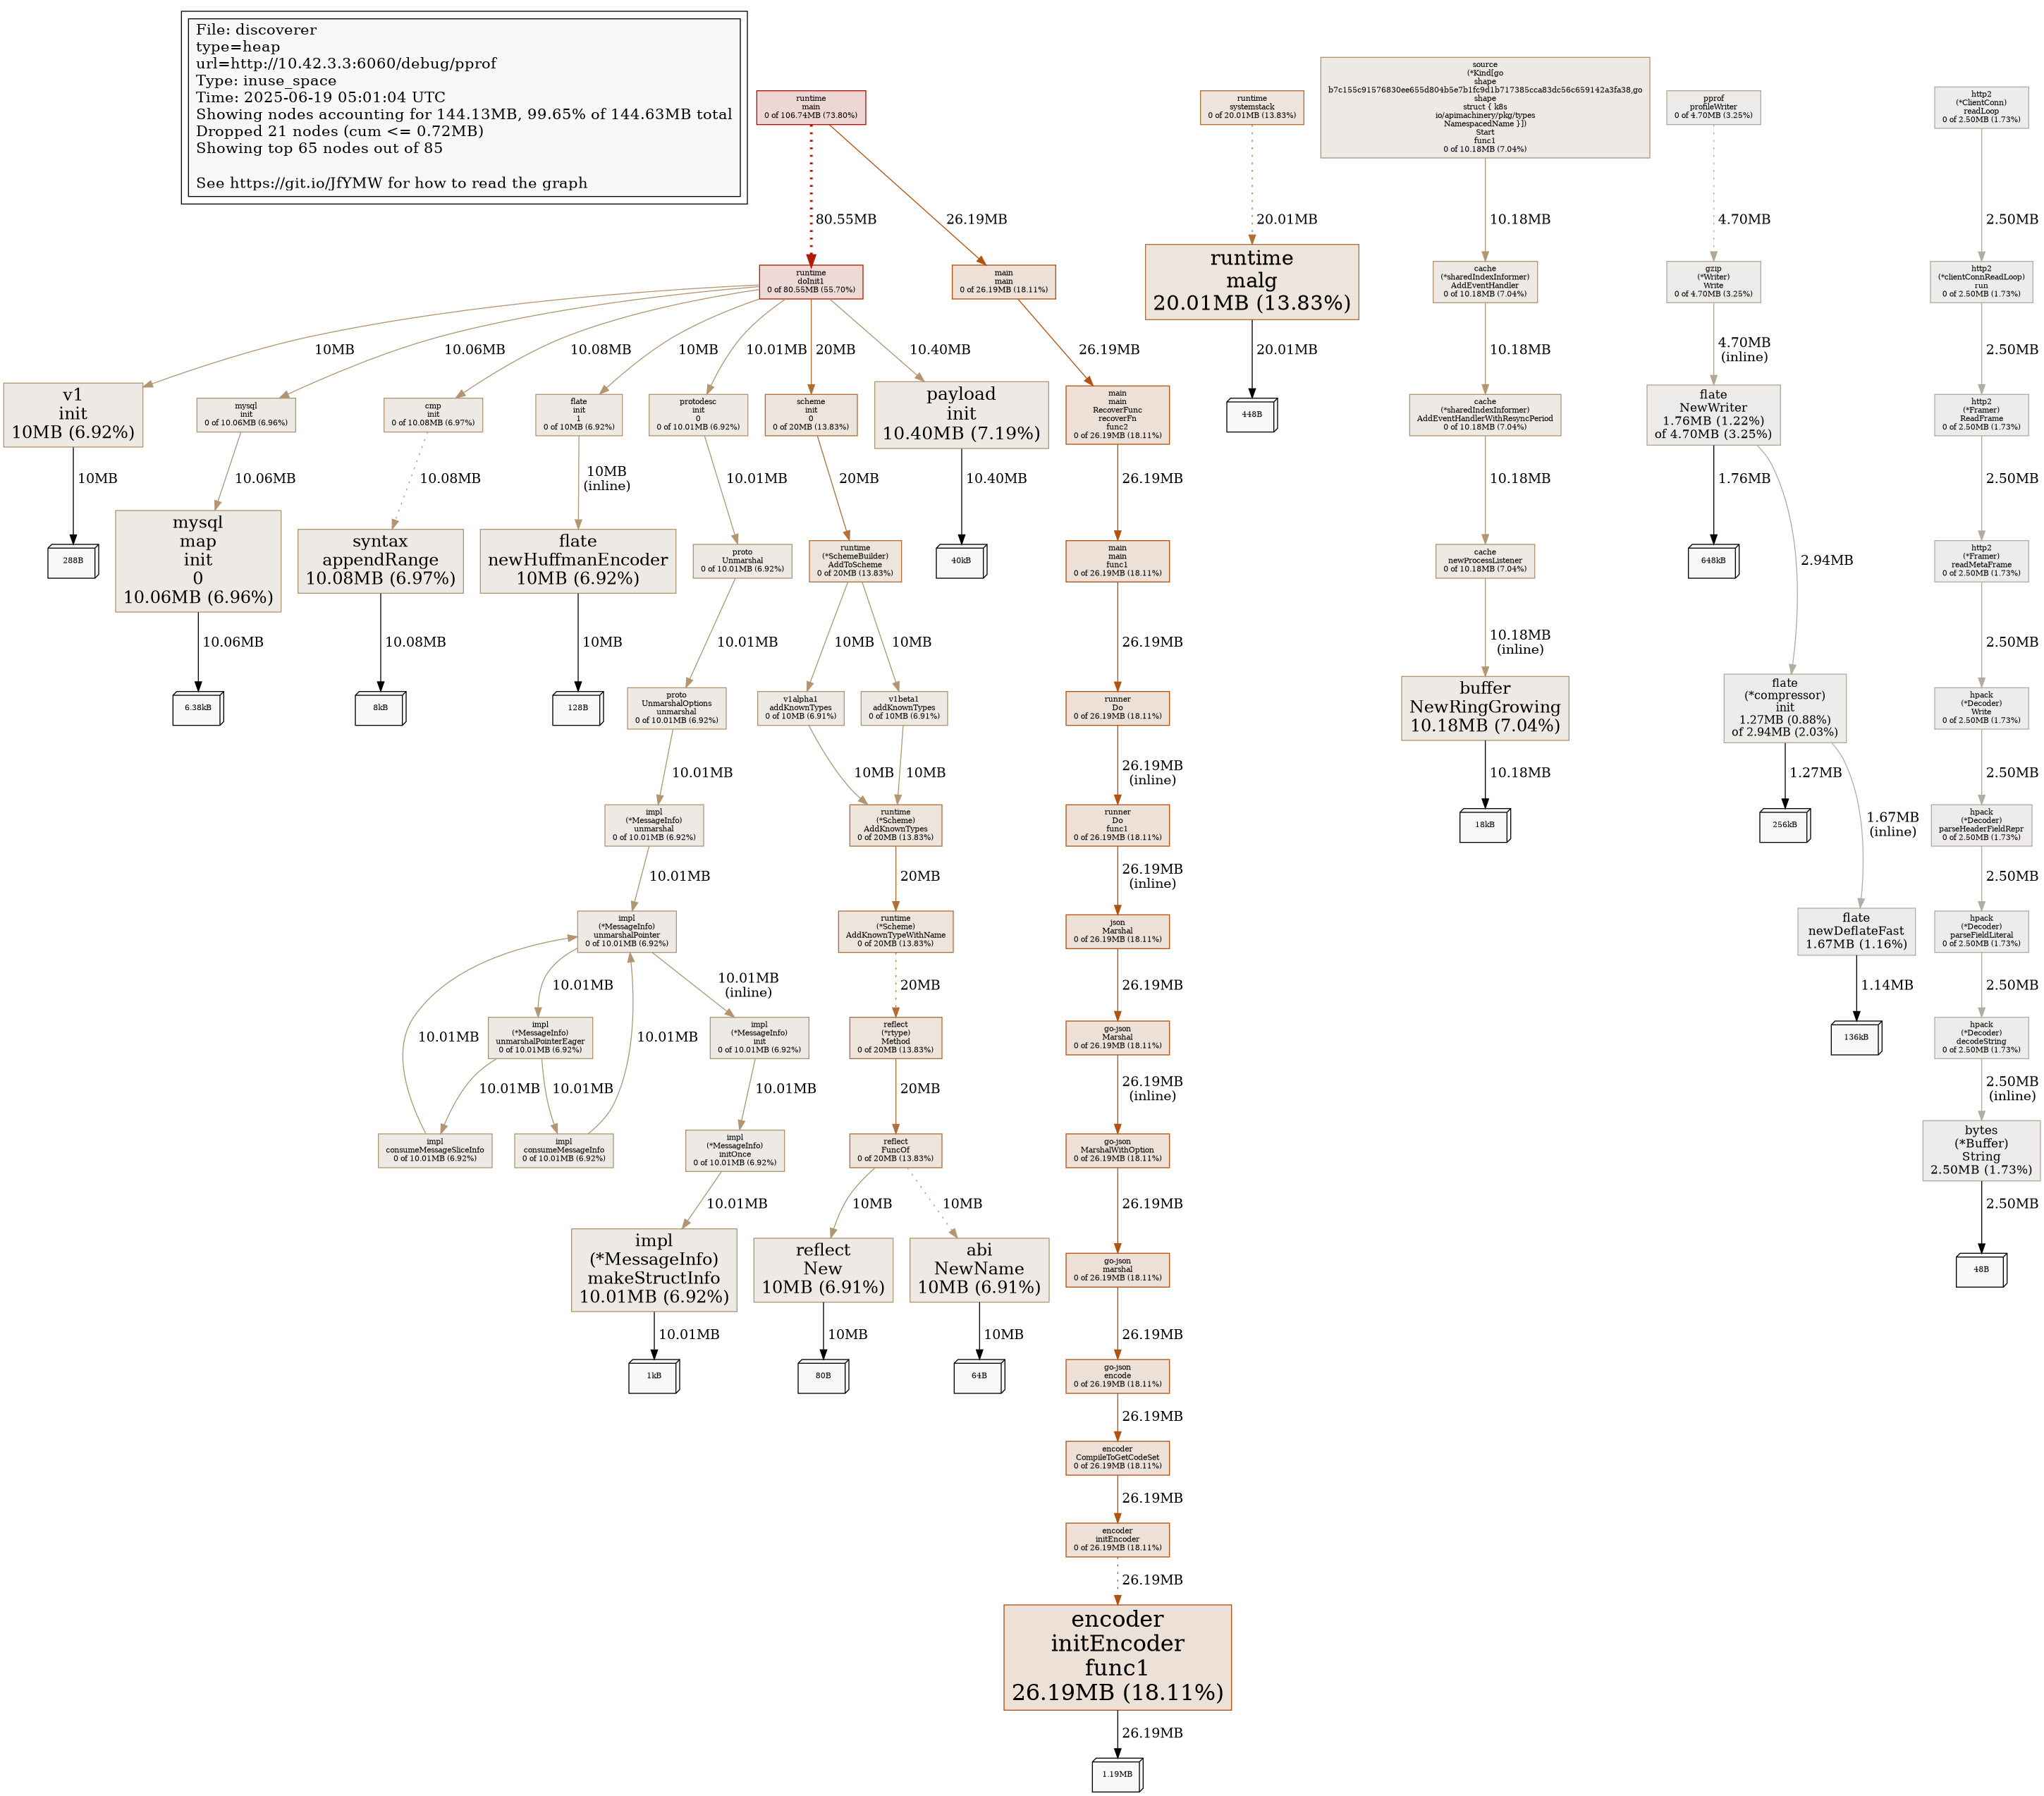 File: discoverer
type=heap
url=http://10.42.3.3:6060/debug/pprof
Type: inuse_space
Time: 2025-06-19 05:01:04 UTC
Showing nodes accounting for 144.13MB, 99.65% of 144.63MB total
Dropped 21 nodes (cum <= 0.72MB)
Showing top 65 nodes out of 85
See https://git.io/JfYMW for how to read the graph
runtime
main
0 of 106.74MB (73.80%)
80.55MB
26.19MB
runtime
doInit1
0 of 80.55MB (55.70%)
10MB
10.06MB
10.08MB
10MB
10.01MB
20MB
10.40MB
v1
init
10MB (6.92%)
10MB
288B
mysql
init
0 of 10.06MB (6.96%)
10.06MB
mysql
map
init
0
10.06MB (6.96%)
10.06MB
6.38kB
cmp
init
0 of 10.08MB (6.97%)
10.08MB
syntax
appendRange
10.08MB (6.97%)
10.08MB
8kB
flate
init
1
0 of 10MB (6.92%)
10MB
(inline)
flate
newHuffmanEncoder
10MB (6.92%)
10MB
128B
protodesc
init
0
0 of 10.01MB (6.92%)
10.01MB
proto
Unmarshal
0 of 10.01MB (6.92%)
10.01MB
proto
UnmarshalOptions
unmarshal
0 of 10.01MB (6.92%)
10.01MB
impl
(*MessageInfo)
unmarshal
0 of 10.01MB (6.92%)
10.01MB
impl
(*MessageInfo)
unmarshalPointer
0 of 10.01MB (6.92%)
10.01MB
10.01MB
(inline)
10.01MB
10.01MB
impl
(*MessageInfo)
unmarshalPointerEager
0 of 10.01MB (6.92%)
10.01MB
10.01MB
impl
consumeMessageSliceInfo
0 of 10.01MB (6.92%)
impl
consumeMessageInfo
0 of 10.01MB (6.92%)
impl
(*MessageInfo)
init
0 of 10.01MB (6.92%)
10.01MB
impl
(*MessageInfo)
initOnce
0 of 10.01MB (6.92%)
10.01MB
impl
(*MessageInfo)
makeStructInfo
10.01MB (6.92%)
10.01MB
1kB
scheme
init
0
0 of 20MB (13.83%)
20MB
runtime
(*SchemeBuilder)
AddToScheme
0 of 20MB (13.83%)
10MB
10MB
v1alpha1
addKnownTypes
0 of 10MB (6.91%)
v1beta1
addKnownTypes
0 of 10MB (6.91%)
10MB
10MB
runtime
(*Scheme)
AddKnownTypes
0 of 20MB (13.83%)
20MB
runtime
(*Scheme)
AddKnownTypeWithName
0 of 20MB (13.83%)
20MB
reflect
(*rtype)
Method
0 of 20MB (13.83%)
20MB
reflect
FuncOf
0 of 20MB (13.83%)
10MB
10MB
reflect
New
10MB (6.91%)
10MB
80B
abi
NewName
10MB (6.91%)
10MB
64B
payload
init
10.40MB (7.19%)
10.40MB
40kB
main
main
0 of 26.19MB (18.11%)
26.19MB
main
main
RecoverFunc
recoverFn
func2
0 of 26.19MB (18.11%)
26.19MB
main
main
func1
0 of 26.19MB (18.11%)
26.19MB
runner
Do
0 of 26.19MB (18.11%)
26.19MB
(inline)
runner
Do
func1
0 of 26.19MB (18.11%)
26.19MB
(inline)
json
Marshal
0 of 26.19MB (18.11%)
26.19MB
go-json
Marshal
0 of 26.19MB (18.11%)
26.19MB
(inline)
go-json
MarshalWithOption
0 of 26.19MB (18.11%)
26.19MB
go-json
marshal
0 of 26.19MB (18.11%)
26.19MB
go-json
encode
0 of 26.19MB (18.11%)
26.19MB
encoder
CompileToGetCodeSet
0 of 26.19MB (18.11%)
26.19MB
encoder
initEncoder
0 of 26.19MB (18.11%)
26.19MB
encoder
initEncoder
func1
26.19MB (18.11%)
26.19MB
1.19MB
runtime
systemstack
0 of 20.01MB (13.83%)
20.01MB
runtime
malg
20.01MB (13.83%)
20.01MB
448B
source
(*Kind[go
shape
b7c155c91576830ee655d804b5e7b1fc9d1b717385cca83dc56c659142a3fa38,go
shape
struct { k8s
io/apimachinery/pkg/types
NamespacedName }])
Start
func1
0 of 10.18MB (7.04%)
10.18MB
cache
(*sharedIndexInformer)
AddEventHandler
0 of 10.18MB (7.04%)
10.18MB
cache
(*sharedIndexInformer)
AddEventHandlerWithResyncPeriod
0 of 10.18MB (7.04%)
10.18MB
cache
newProcessListener
0 of 10.18MB (7.04%)
10.18MB
(inline)
buffer
NewRingGrowing
10.18MB (7.04%)
10.18MB
18kB
pprof
profileWriter
0 of 4.70MB (3.25%)
4.70MB
gzip
(*Writer)
Write
0 of 4.70MB (3.25%)
4.70MB
(inline)
flate
NewWriter
1.76MB (1.22%)
of 4.70MB (3.25%)
1.76MB
648kB
2.94MB
flate
(*compressor)
init
1.27MB (0.88%)
of 2.94MB (2.03%)
1.27MB
256kB
1.67MB
(inline)
flate
newDeflateFast
1.67MB (1.16%)
1.14MB
136kB
http2
(*ClientConn)
readLoop
0 of 2.50MB (1.73%)
2.50MB
http2
(*clientConnReadLoop)
run
0 of 2.50MB (1.73%)
2.50MB
http2
(*Framer)
ReadFrame
0 of 2.50MB (1.73%)
2.50MB
http2
(*Framer)
readMetaFrame
0 of 2.50MB (1.73%)
2.50MB
hpack
(*Decoder)
Write
0 of 2.50MB (1.73%)
2.50MB
hpack
(*Decoder)
parseHeaderFieldRepr
0 of 2.50MB (1.73%)
2.50MB
hpack
(*Decoder)
parseFieldLiteral
0 of 2.50MB (1.73%)
2.50MB
hpack
(*Decoder)
decodeString
0 of 2.50MB (1.73%)
2.50MB
(inline)
bytes
(*Buffer)
String
2.50MB (1.73%)
2.50MB
48B